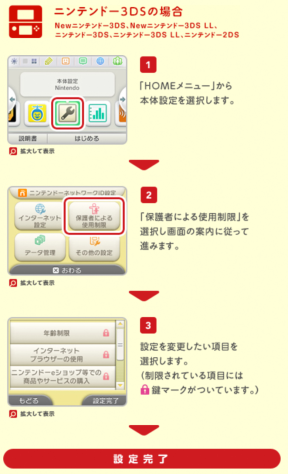 ニンテンドー3DSの場合
Newニンテンドー3DS、Newニンテンドー3DS LL、
ニンテンドー3DS、ニンテンドー3DS LL、ニンテンドー2DS
本体設定
Nintendo
説明書
はじめる
拡大して表示
1
「HOMEメニュー」から
本体設定を選択します。
ニンテンドーネットワークIDの設定
インターネット
設定
保護者による
使用制限
データ管理
その他の設定
おわる
拡大して表示
2
「保護者による使用制限」を
選択し画面の案内に従って
進みます。
年齢制限
インターネット
ブラウザーの使用
ニンテンドーeショップ等での
商品やサービスの購入
もどる
設定完了
拡大して表示
3
設定を変更したい項目を
選択します。
(制限されている項目には
鍵マークがついています。)
設定完了